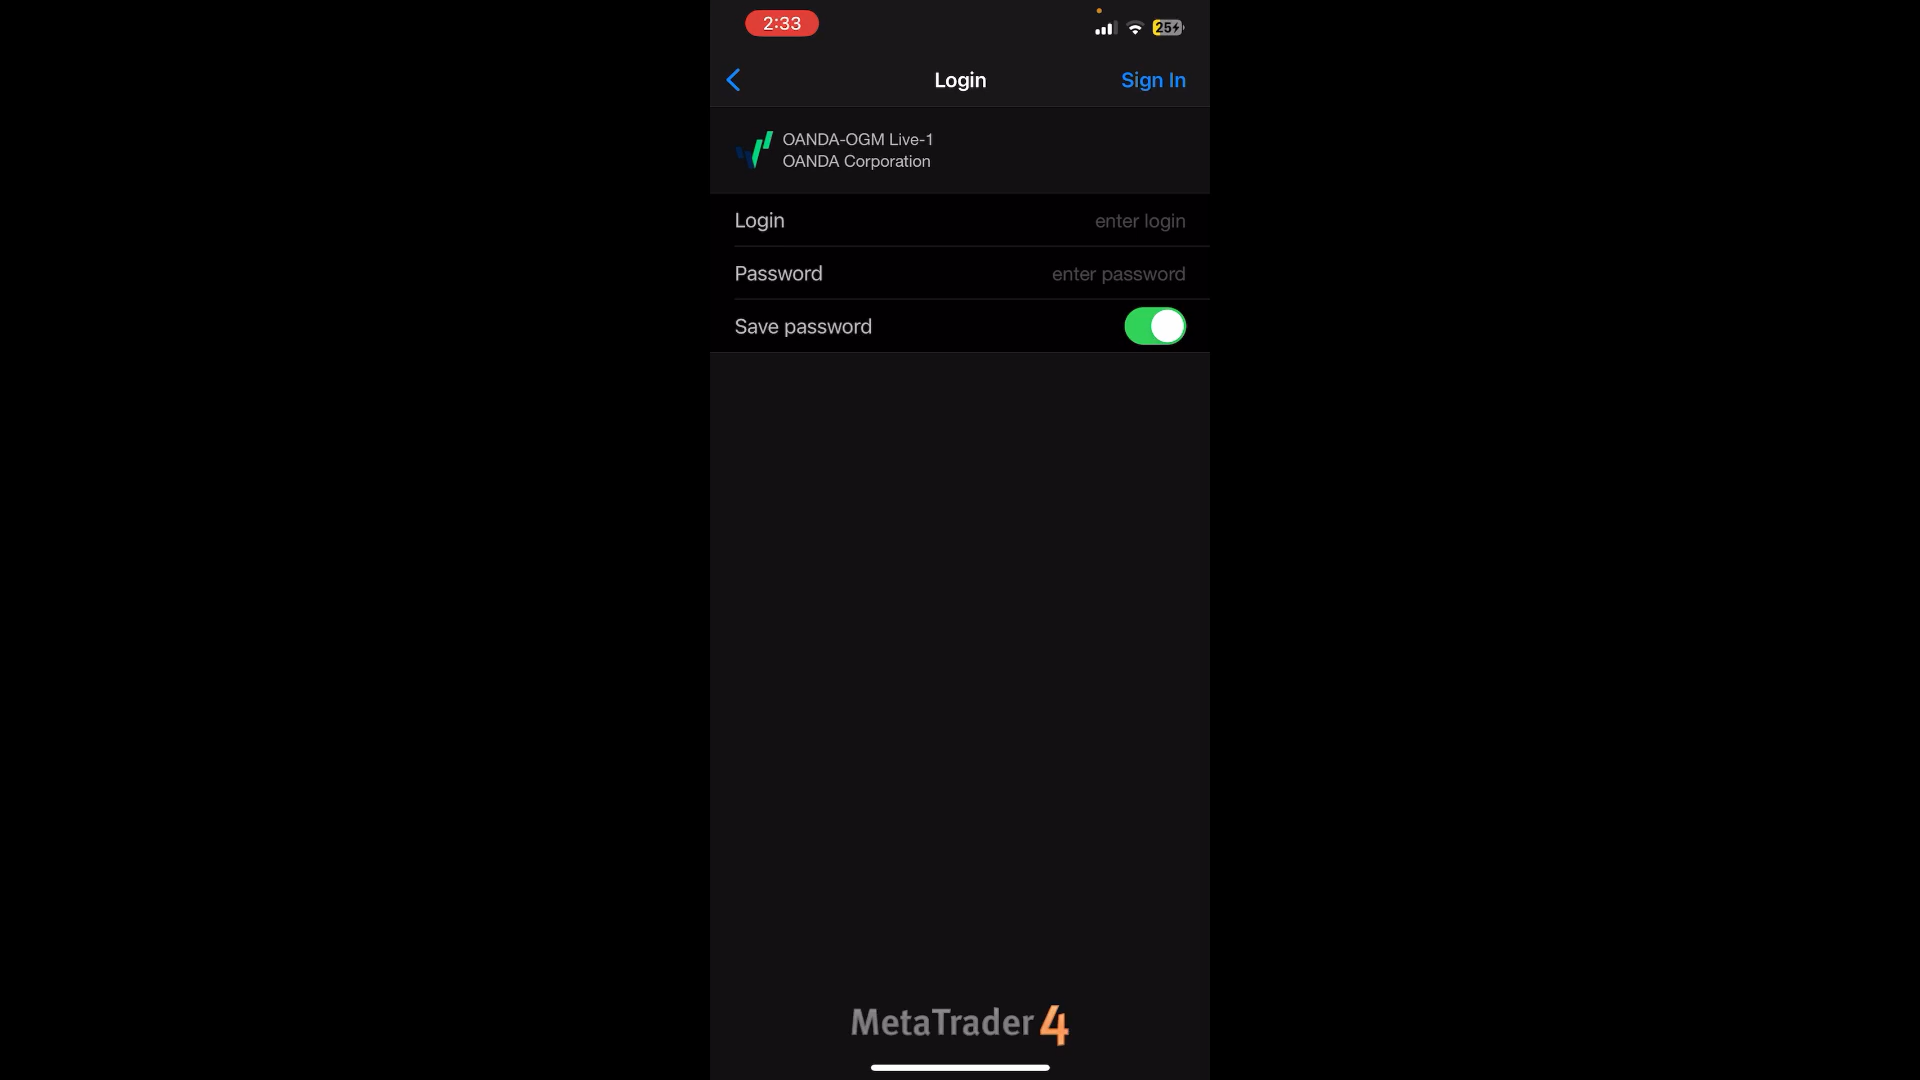 2:33
25
Login
Sign In
OANDA-OGM Live-1
OANDA Corporation
Login
enter login
Password
enter password
Save password
MetaTrader 4